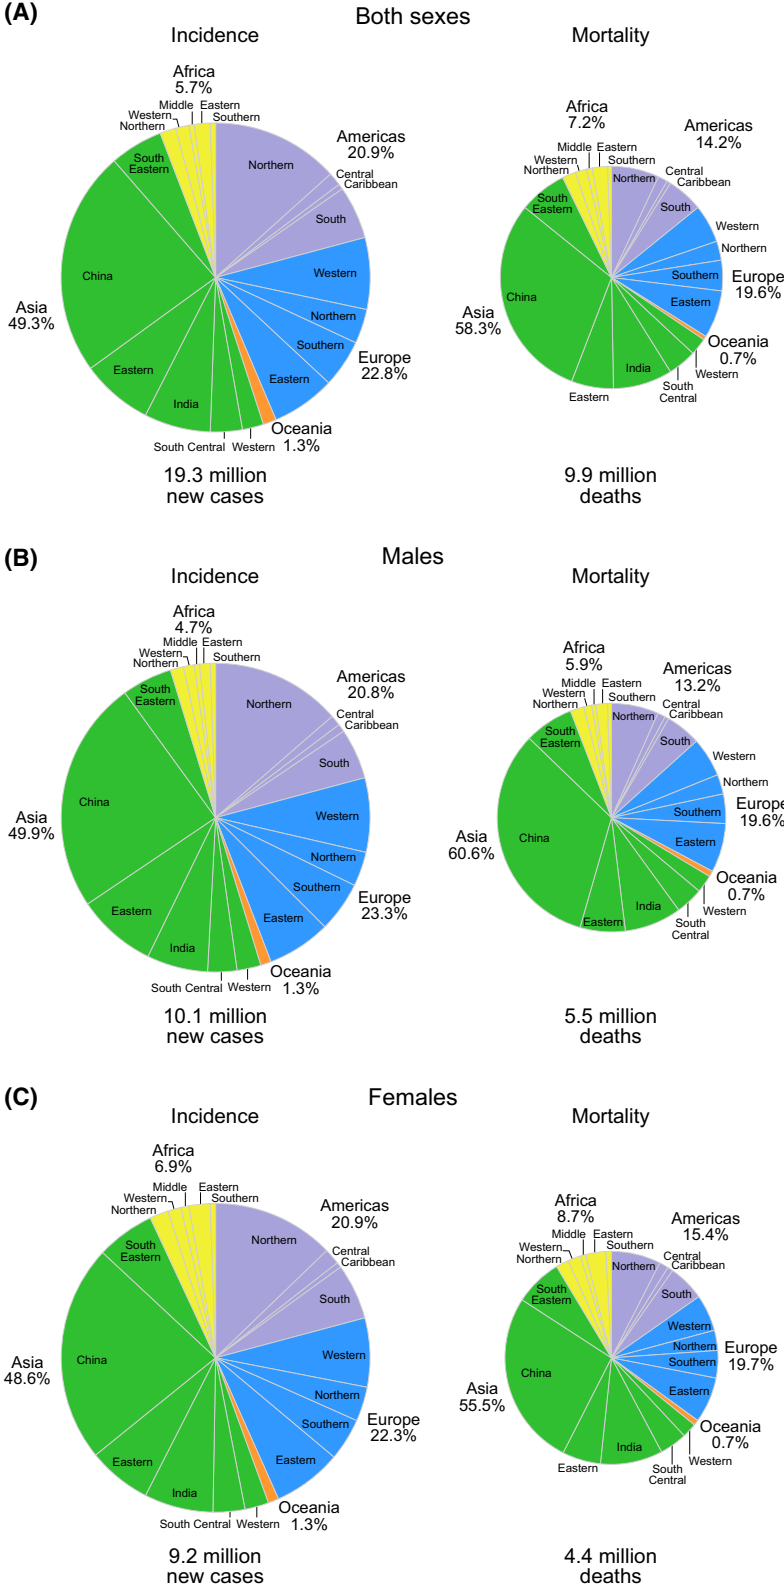 (A)
Both sexes
Incidence
Mortality
Africa
5.7%
Middle
Eastern
Western
Southern
Northern
Americas
20.9%
Northern
Central
Caribbean
South
Western
Northern
Southern
Eastern
Europe
22.8%
Oceania
1.3%
Western
South Central
India
Eastern
China
South
Eastern
Asia
49.3%
19.3 million
new cases
Africa
7.2%
Middle
Eastern
Western
Southern
Northern
Americas
14.2%
Northern
Central
Caribbean
South
Western
Northern
Southern
Eastern
Europe
19.6%
Oceania
0.7%
Western
South
Central
India
Eastern
China
South
Eastern
Asia
58.3%
9.9 million
deaths
(B)
Males
Incidence
Mortality
Africa
4.7%
Middle
Eastern
Western
Southern
Northern
Americas
20.8%
Northern
Central
Caribbean
South
Western
Northern
Southern
Eastern
Europe
23.3%
Oceania
1.3%
Western
South Central
India
Eastern
China
South
Eastern
Asia
49.9%
10.1 million
new cases
Africa
5.9%
Middle
Eastern
Western
Southern
Northern
Americas
13.2%
Northern
Central
Caribbean
South
Western
Northern
Southern
Eastern
Europe
19.6%
Oceania
0.7%
Western
South
Central
India
Eastern
China
South
Eastern
Asia
60.6%
5.5 million
deaths
(C)
Females
Incidence
Mortality
Africa
6.9%
Middle
Eastern
Western
Southern
Northern
Americas
20.9%
Northern
Central
Caribbean
South
Western
Northern
Southern
Eastern
Europe
22.3%
Oceania
1.3%
Western
South Central
India
Eastern
China
South
Eastern
Asia
48.6%
9.2 million
new cases
Africa
8.7%
Middle
Eastern
Western
Southern
Northern
Americas
15.4%
Northern
Central
Caribbean
South
Western
Northern
Southern
Eastern
Europe
19.7%
Oceania
0.7%
Western
South
Central
India
Eastern
China
South
Eastern
Asia
55.5%
4.4 million
deaths